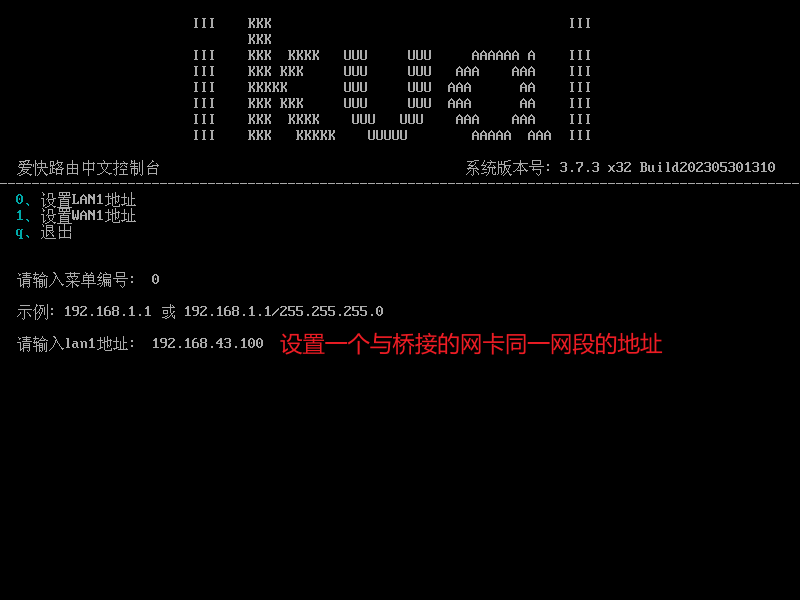 III    KKK                                     III
       KKK
III    KKK  KKKK   UUU     UUU     AAAAAA A    III
III    KKK KKK     UUU     UUU   AAA    AAA    III
III    KKKKK       UUU     UUU  AAA      AA    III
III    KKK KKK     UUU     UUU  AAA      AA    III
III    KKK  KKKK    UUU   UUU    AAA    AAA    III
III    KKK   KKKKK    UUUUU        AAAAA  AAA  III
爱快路由中文控制台 系统版本号: 3.7.3 x32 Build202305301310
0、设置LAN1地址
1、设置WAN1地址
q、退出
请输入菜单编号: 0
示例: 192.168.1.1 或 192.168.1.1/255.255.255.0
请输入lan1地址: 192.168.43.100 设置一个与桥接的网卡同一网段的地址